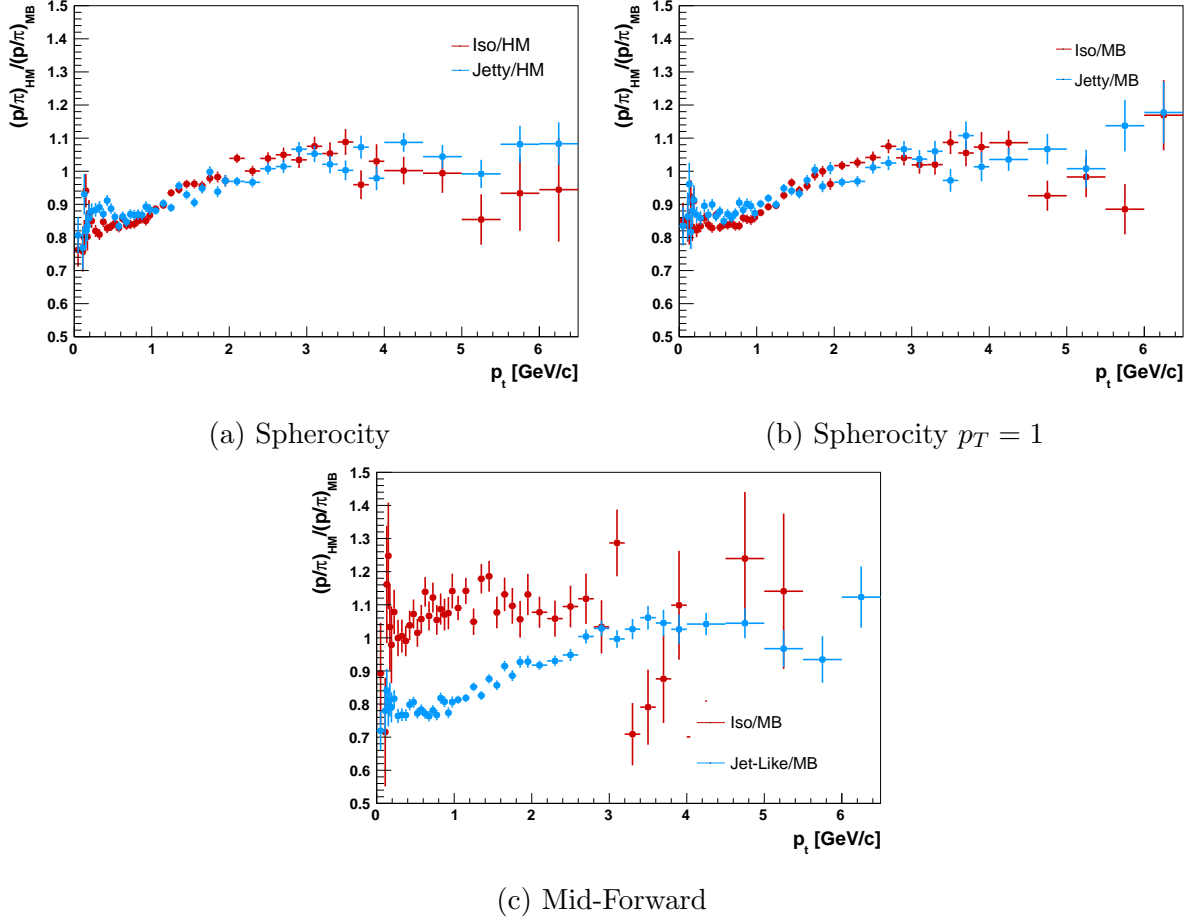 (p/π)HM/(p/π)MB
1.5
1.4
1.3
1.2
1.1
1
0.9
0.8
0.7
0.6
0.5
Iso/HM
Jetty/HM
0 1 2 3 4 5 6
pt [GeV/c]
(a) Spherocity
(p/π)HM/(p/π)MB
1.5
1.4
1.3
1.2
1.1
1
0.9
0.8
0.7
0.6
0.5
Iso/MB
Jetty/MB
0 1 2 3 4 5 6
pt [GeV/c]
(b) Spherocity pT = 1
(p/π)HM/(p/π)MB
1.5
1.4
1.3
1.2
1.1
1
0.9
0.8
0.7
0.6
0.5
Iso/MB
Jet-Like/MB
0 1 2 3 4 5 6
pt [GeV/c]
(c) Mid-Forward